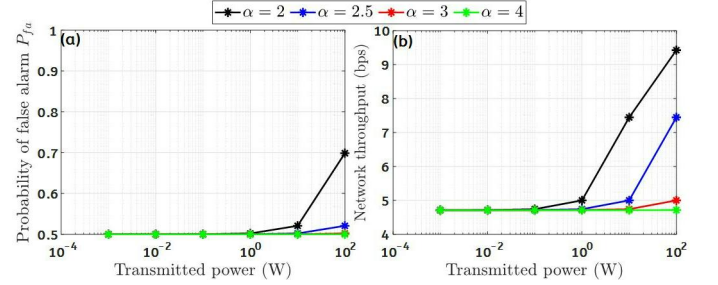 α = 2 α = 2.5 α = 3 α = 4
(a)
Probability of false alarm P_fa
1
0.9
0.8
0.7
0.6
0.5
10^-4 10^-2 10^0 10^2
Transmitted power (W)
(b)
Network throughput (bps)
10
9
8
7
6
5
4
10^-4 10^-2 10^0 10^2
Transmitted power (W)